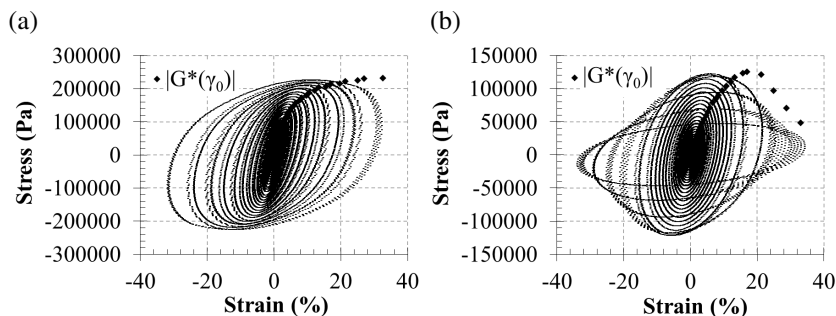 (a)
300000
200000
100000
0
-100000
-200000
-300000
Stress (Pa)
|G*(γ₀)|
-40 -20 0 20 40
Strain (%)
(b)
150000
100000
50000
0
-50000
-100000
-150000
Stress (Pa)
|G*(γ₀)|
-40 -20 0 20 40
Strain (%)